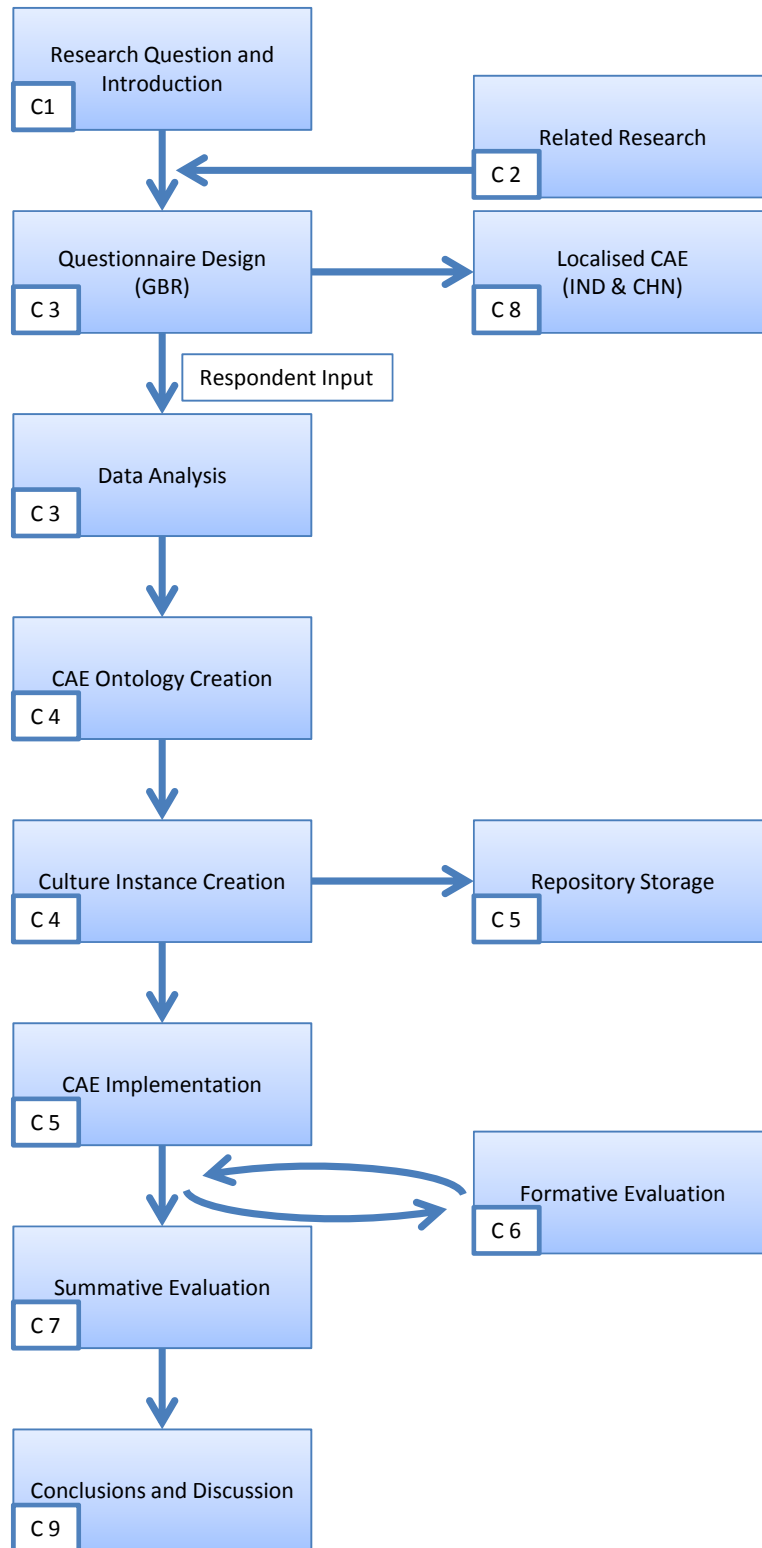 Research Question and
Introduction
C1
Related Research
C 2
Questionnaire Design
(GBR)
C 3
Localised CAE
(IND & CHN)
C 8
Respondent Input
Data Analysis
C 3
CAE Ontology Creation
C 4
Culture Instance Creation
C 4
Repository Storage
C 5
CAE Implementation
C 5
Formative Evaluation
C 6
Summative Evaluation
C 7
Conclusions and Discussion
C 9